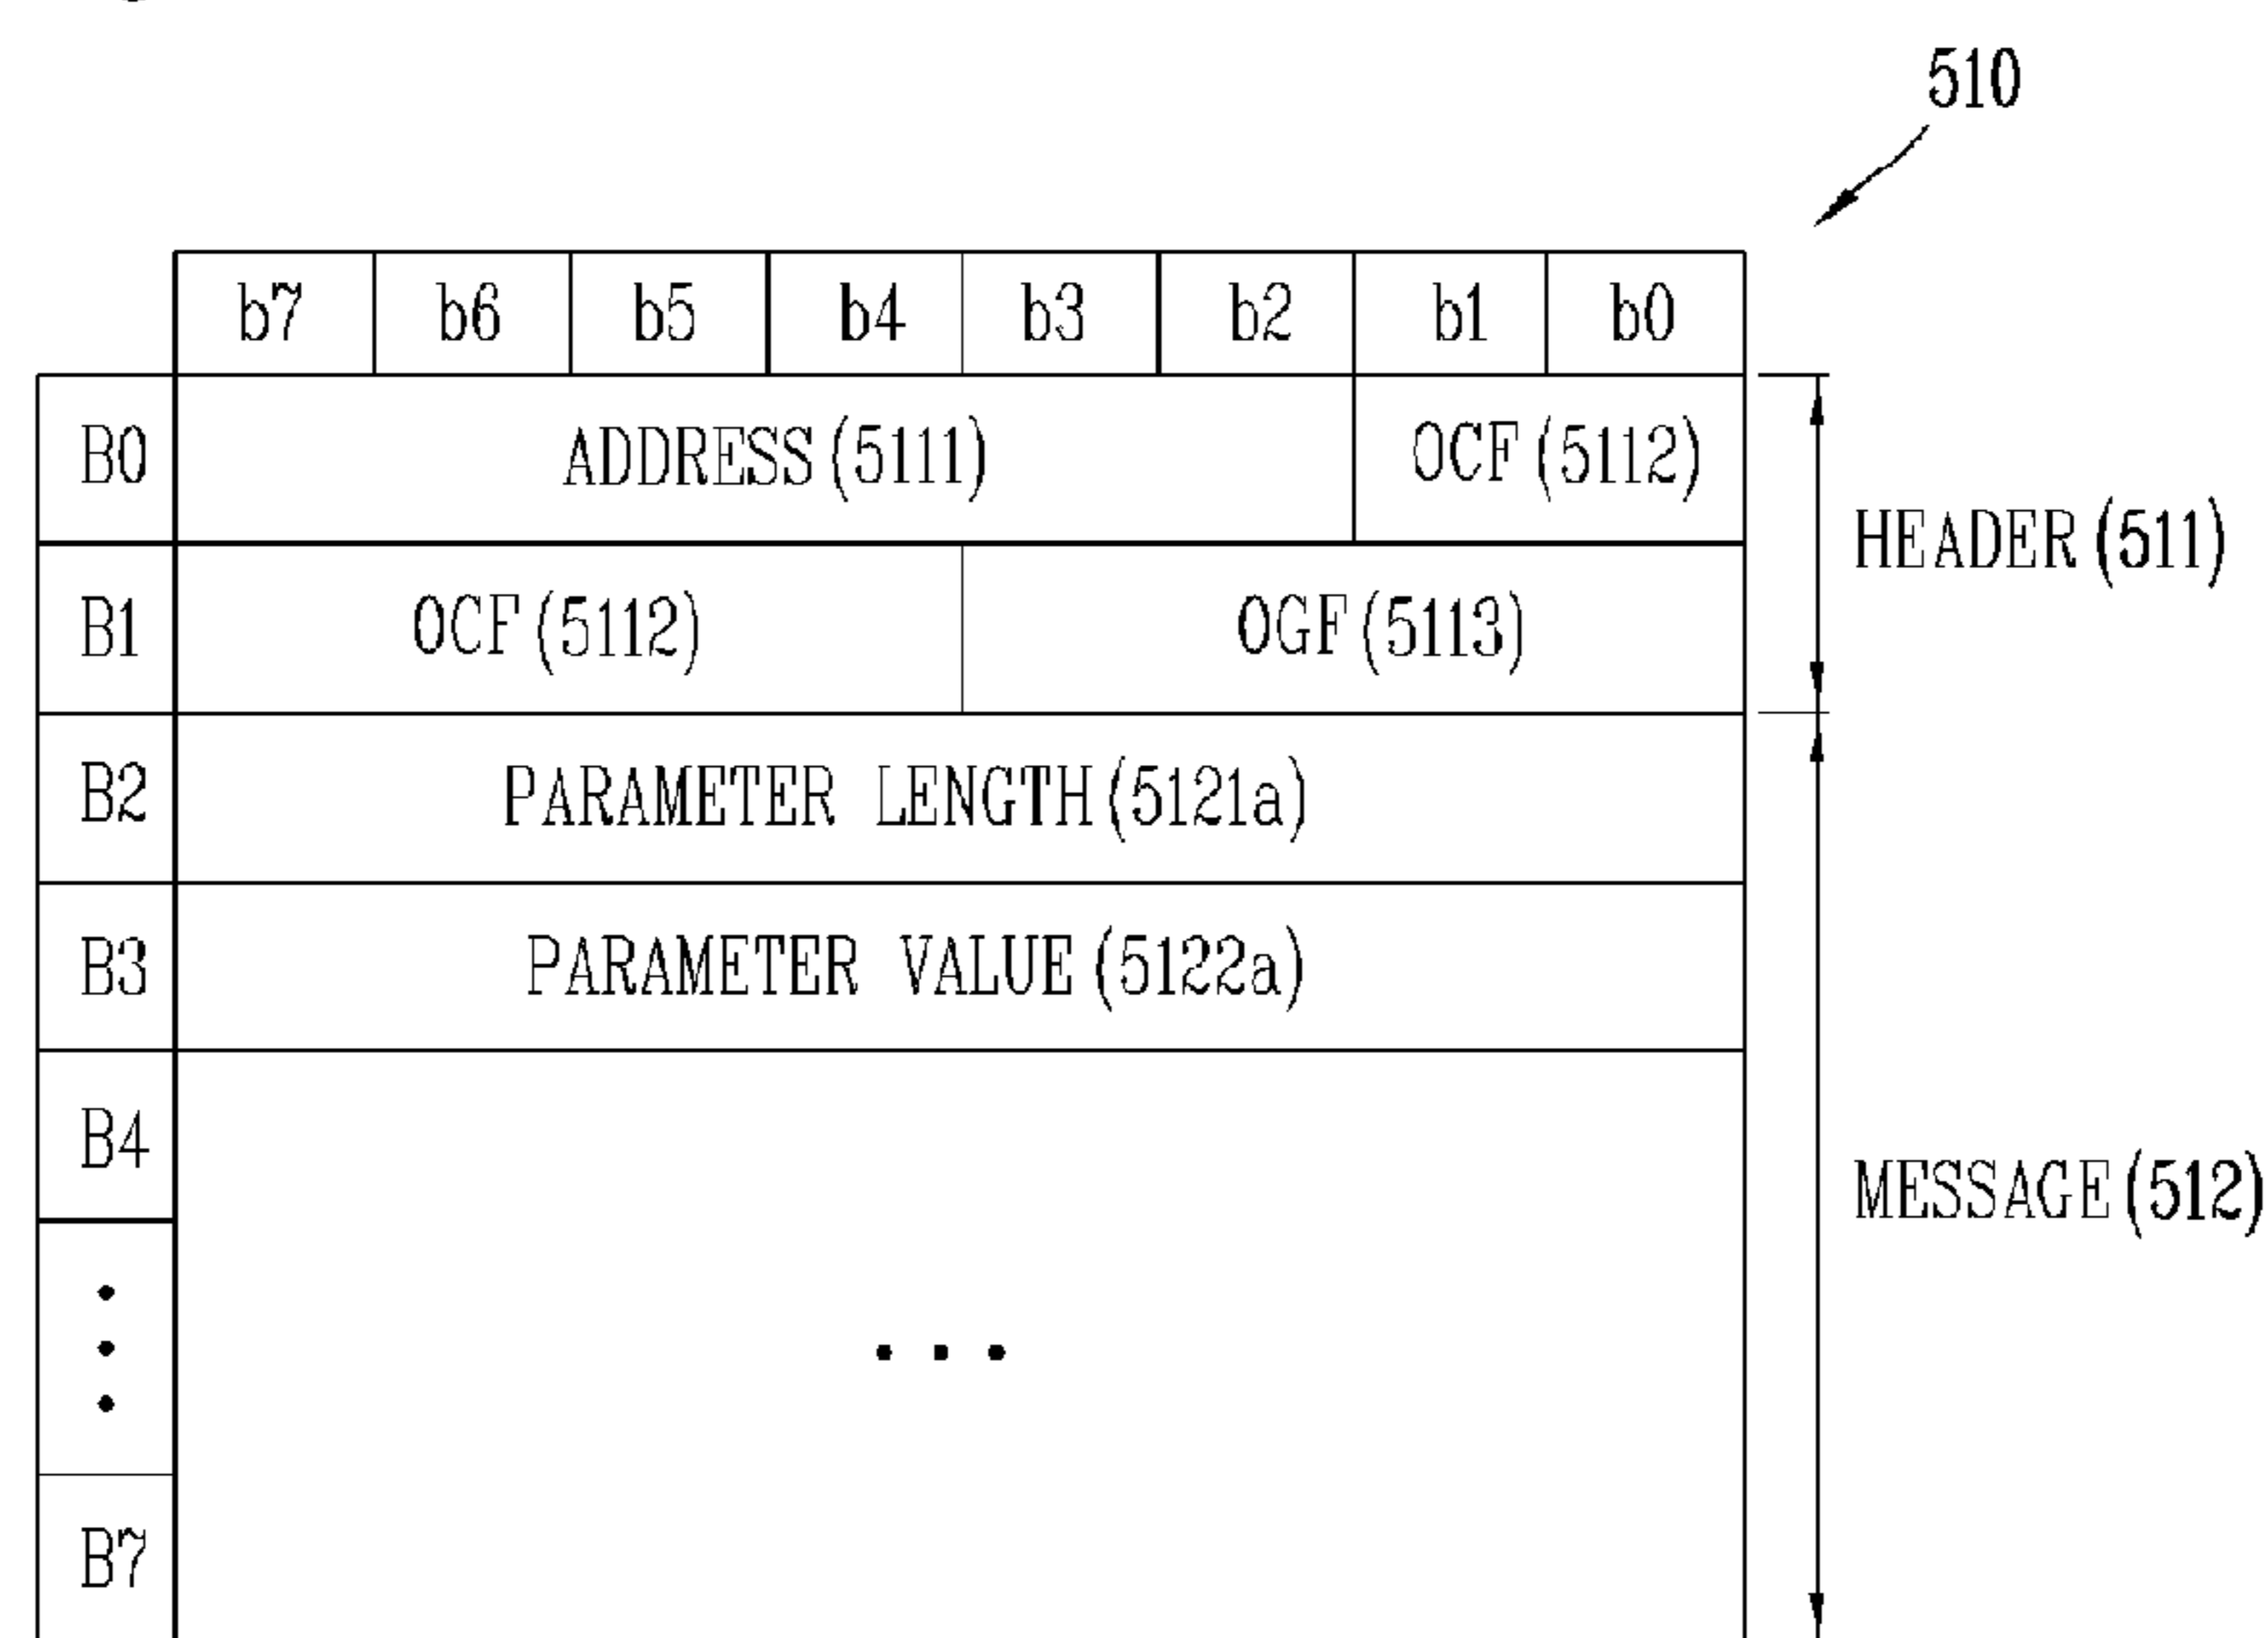 510
b7 b6 b5 b4 b3 b2 b1 b0
B0 ADDRESS(5111) OCF(5112)
HEADER(511)
B1 OCF(5112) OGF(5113)
B2 PARAMETER LENGTH(5121a)
B3 PARAMETER VALUE(5122a)
B4
MESSAGE(512)
...
B7